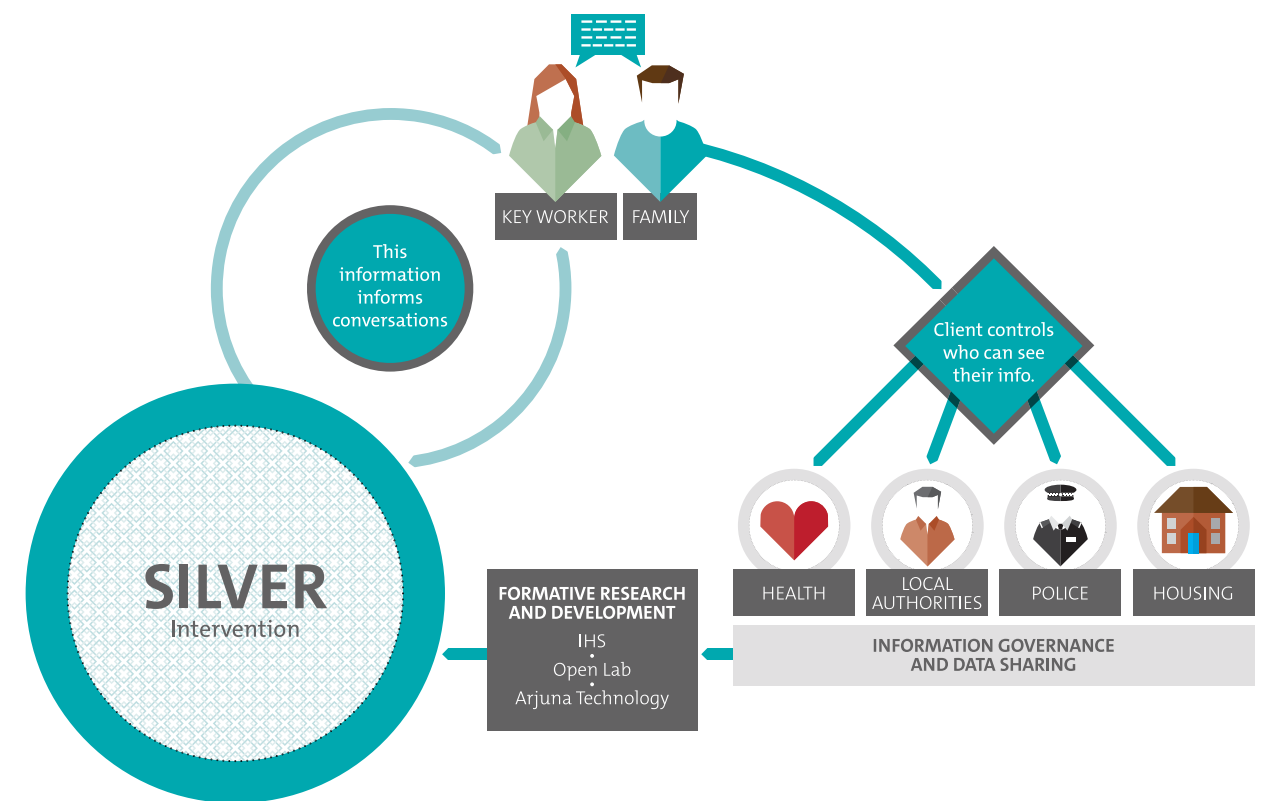 KEY WORKER
FAMILY
This
information
informs
conversations
Client controls
who can see
their info.
HEALTH
LOCAL
AUTHORITIES
POLICE
HOUSING
INFORMATION GOVERNANCE
AND DATA SHARING
FORMATIVE RESEARCH
AND DEVELOPMENT
IHS
•
Open Lab
•
Arjuna Technology
SILVER
Intervention